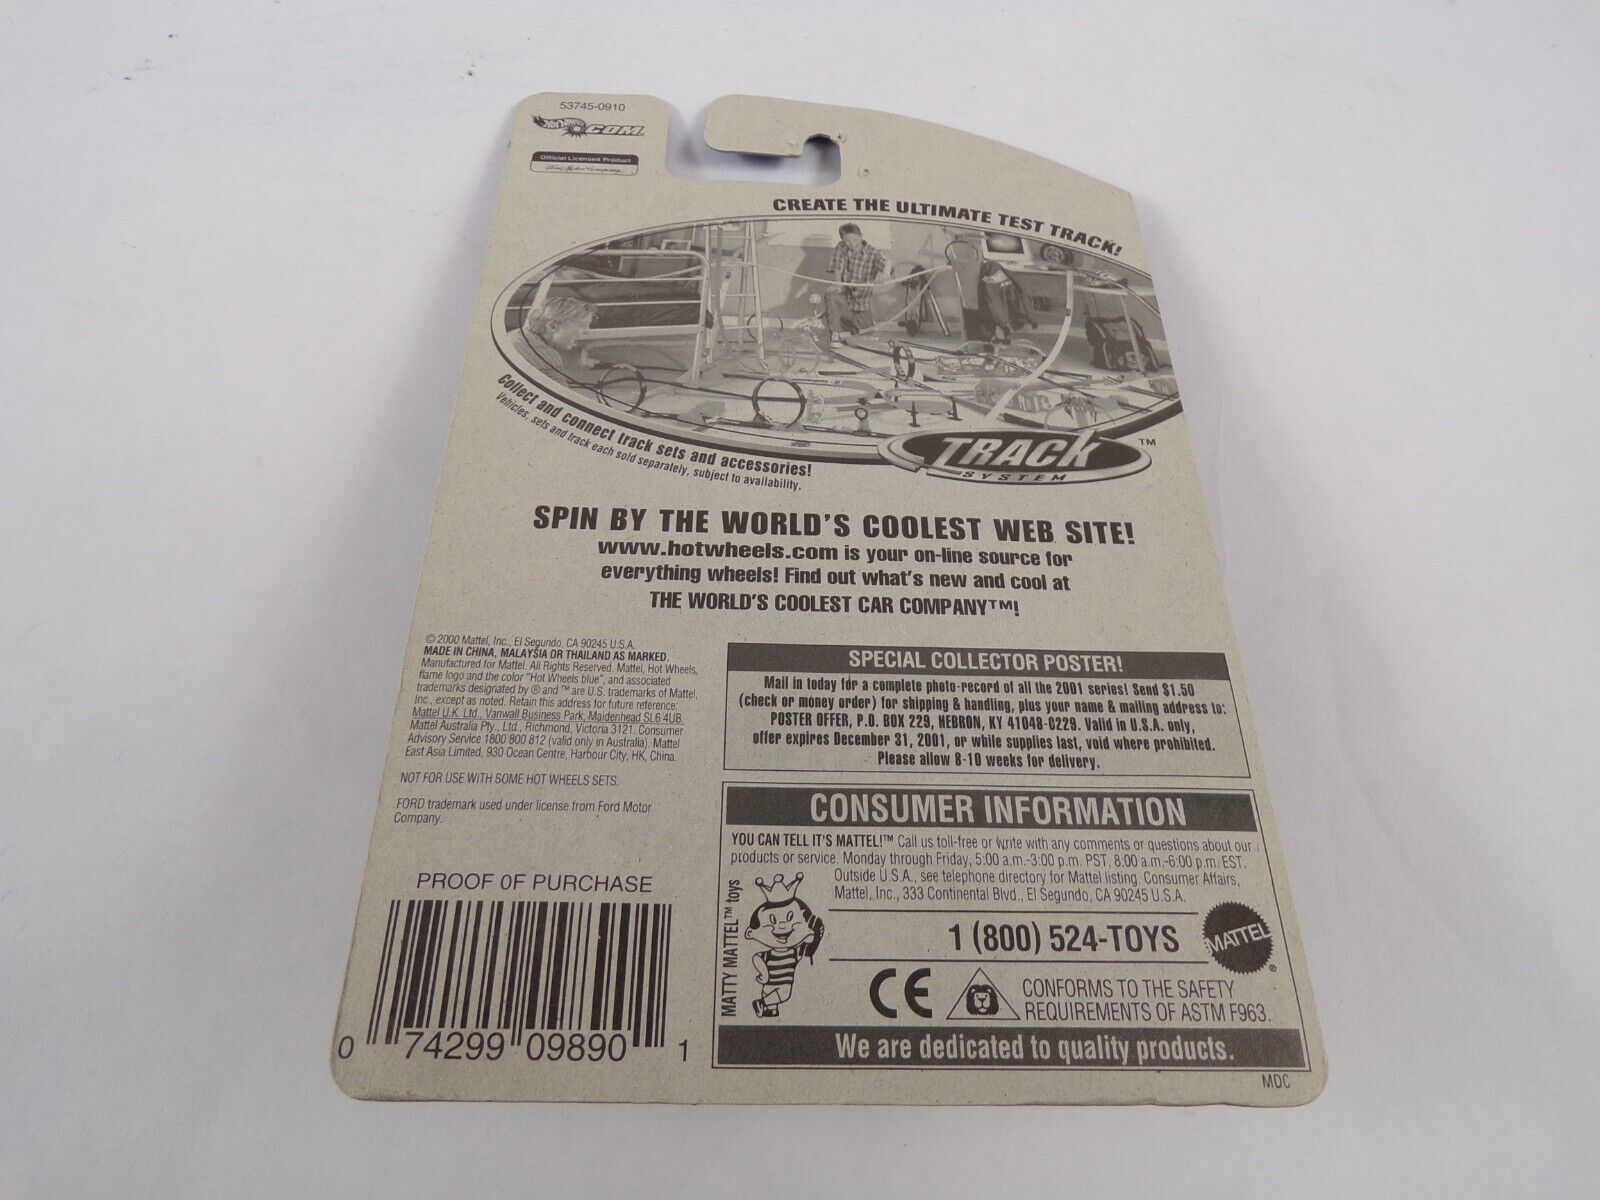 53745-0910
HOT WHEELS .COM
Official Licensed Product
Ford Motor Company
CREATE THE ULTIMATE TEST TRACK!
Collect and connect track sets and accessories!
Vehicles, sets and track each sold separately, subject to availability.
TRACK ™
SYSTEM
SPIN BY THE WORLD'S COOLEST WEB SITE!
www.hotwheels.com is your on-line source for
everything wheels! Find out what's new and cool at
THE WORLD'S COOLEST CAR COMPANY™!
© 2000 Mattel, Inc., El Segundo, CA 90245 U.S.A.
MADE IN CHINA, MALAYSIA OR THAILAND AS MARKED.
Manufactured for Mattel. All Rights Reserved. Mattel, Hot Wheels,
flame logo and the color "Hot Wheels blue", and associated
trademarks designated by ® and ™ are U.S. trademarks of Mattel,
Inc., except as noted. Retain this address for future reference:
Mattel U.K. Ltd., Vanwall Business Park, Maidenhead SL6 4UB.
Mattel Australia Pty., Ltd., Richmond, Victoria 3121. Consumer
Advisory Service 1800 800 812 (valid only in Australia). Mattel
East Asia Limited, 930 Ocean Centre, Harbour City, HK, China.
NOT FOR USE WITH SOME HOT WHEELS SETS.
FORD trademark used under license from Ford Motor
Company.
SPECIAL COLLECTOR POSTER!
Mail in today for a complete photo-record of all the 2001 series! Send $1.50
(check or money order) for shipping & handling, plus your name & mailing address to:
POSTER OFFER, P.O. BOX 229, HEBRON, KY 41048-0229. Valid in U.S.A. only,
offer expires December 31, 2001, or while supplies last, void where prohibited.
Please allow 8-10 weeks for delivery.
CONSUMER INFORMATION
YOU CAN TELL IT'S MATTEL!™ Call us toll-free or write with any comments or questions about our
products or service. Monday through Friday, 5:00 a.m.-3:00 p.m. PST, 8:00 a.m.-6:00 p.m. EST.
Outside U.S.A., see telephone directory for Mattel listing. Consumer Affairs,
Mattel, Inc., 333 Continental Blvd., El Segundo, CA 90245 U.S.A.
MATTY MATTEL™ toys
1 (800) 524-TOYS
MATTEL ®
CE
CONFORMS TO THE SAFETY
REQUIREMENTS OF ASTM F963.
We are dedicated to quality products.
MDC
PROOF OF PURCHASE
0 74299 09890 1